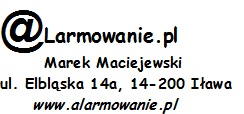 @Larmowanie.pl
Marek Maciejewski
ul. Elbląska 14a, 14-200 Iława
www.alarmowanie.pl